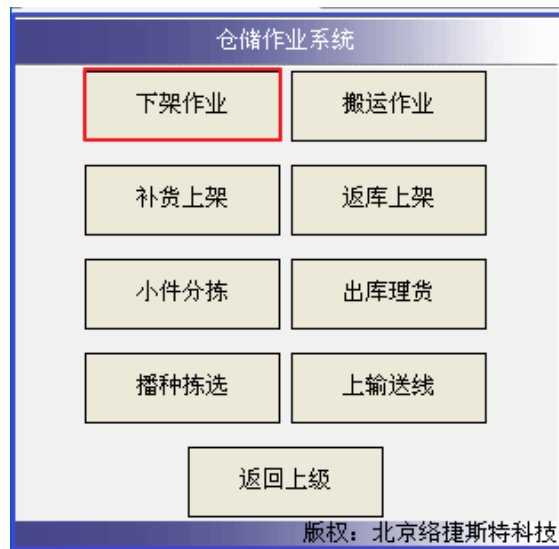 仓储作业系统
下架作业 搬运作业
补货上架 返库上架
小件分拣 出库理货
播种拣选 上输送线
返回上级
版权：北京络捷斯特科技